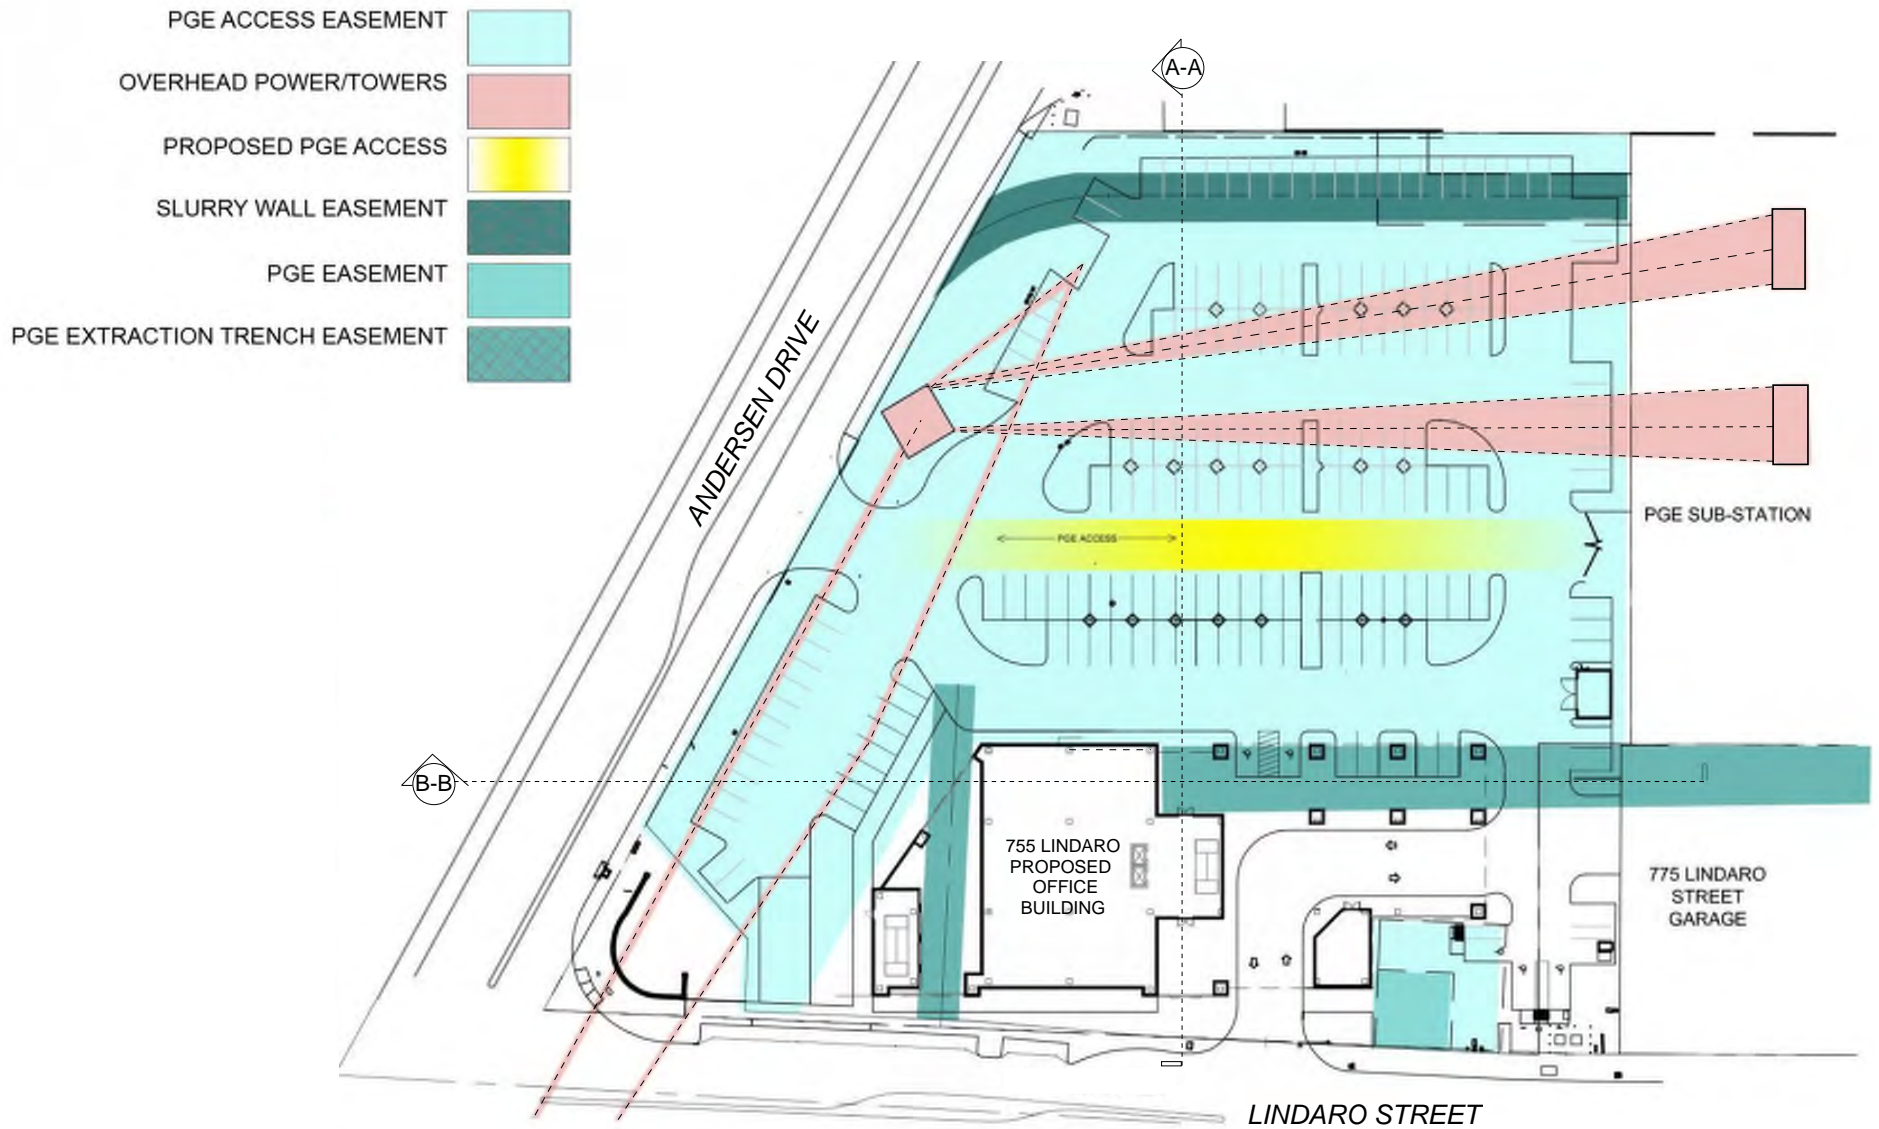 PGE ACCESS EASEMENT
OVERHEAD POWER/TOWERS
PROPOSED PGE ACCESS
SLURRY WALL EASEMENT
PGE EASEMENT
PGE EXTRACTION TRENCH EASEMENT
A-A
ANDERSEN DRIVE
PGE SUB-STATION
PGE ACCESS
B-B
755 LINDARO
PROPOSED
OFFICE
BUILDING
775 LINDARO
STREET
GARAGE
LINDARO STREET